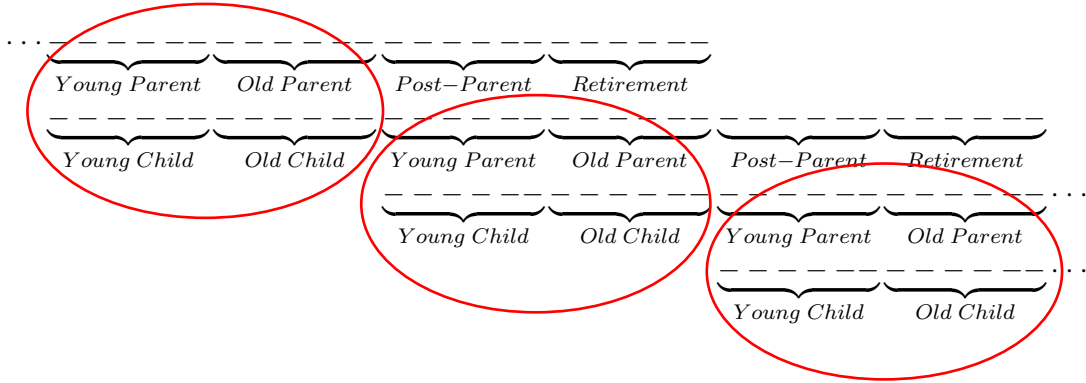 Young Parent Old Parent Post−Parent Retirement
Young Child Old Child Young Parent Old Parent Post−Parent Retirement
Young Child Old Child Young Parent Old Parent
Young Child Old Child